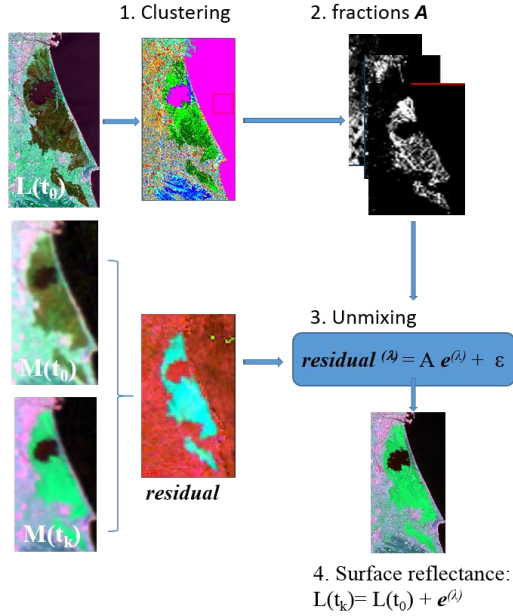 1. Clustering
2. fractions A
L(t₀)
M(t₀)
3. Unmixing
residual ⁽λ⁾ = A e⁽λ⁾ + ε
M(tₖ)
residual
4. Surface reflectance:
L(tₖ)= L(t₀) + e⁽λ⁾